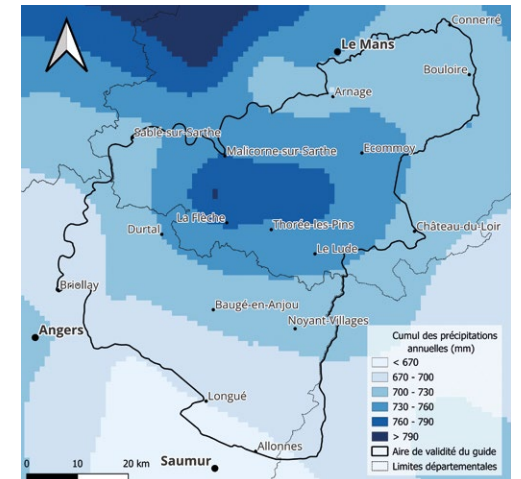 Connerré
Le Mans
Bouloire
Arnage
Sablé-sur-Sarthe
Malicorne-sur-Sarthe
Ecommoy
La Flèche
Thorée-les-Pins
Durtal
Château-du-Loir
Le Lude
Briollay
Baugé-en-Anjou
Noyant-Villages
Angers
Longué
Allonnes
Saumur
Cumul des précipitations
annuelles (mm)
< 670
670 - 700
700 - 730
730 - 760
760 - 790
> 790
Aire de validité du guide
Limites départementales
0 10 20 km